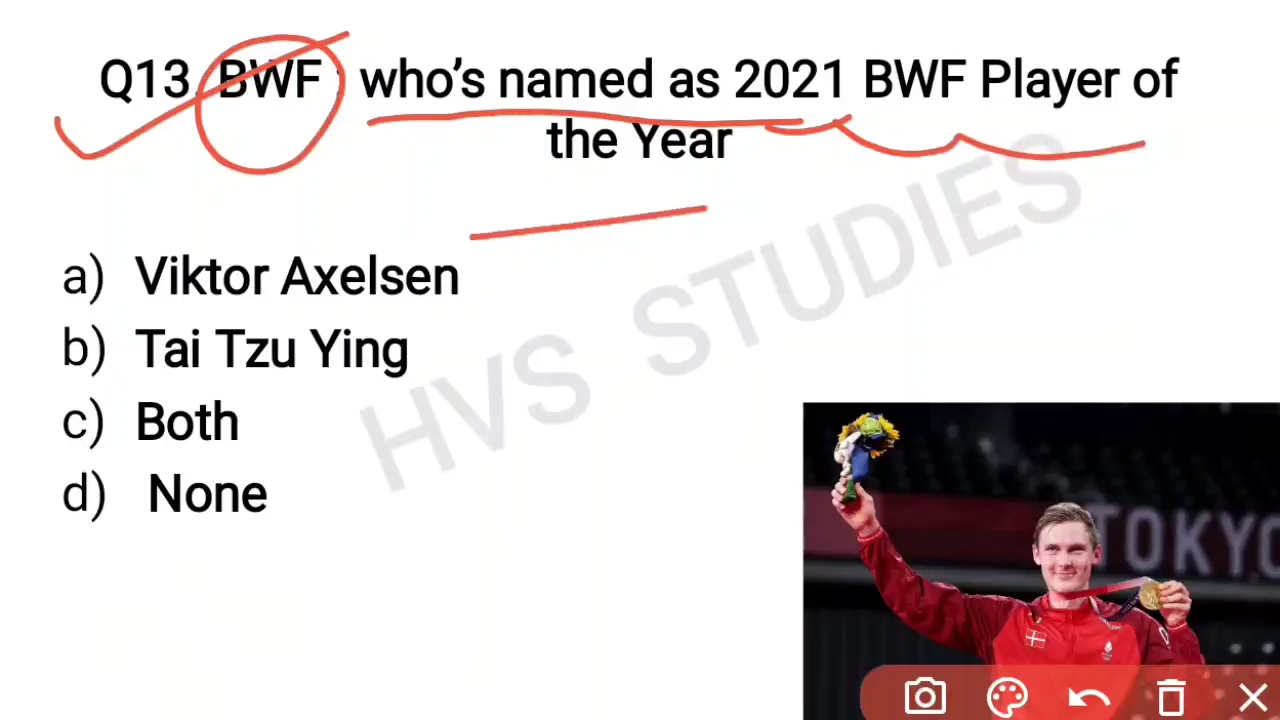 Q13. BWF : who's named as 2021 BWF Player of
the Year
a) Viktor Axelsen
b) Tai Tzu Ying
c) Both
d) None
HVS STUDIES
TOKYO